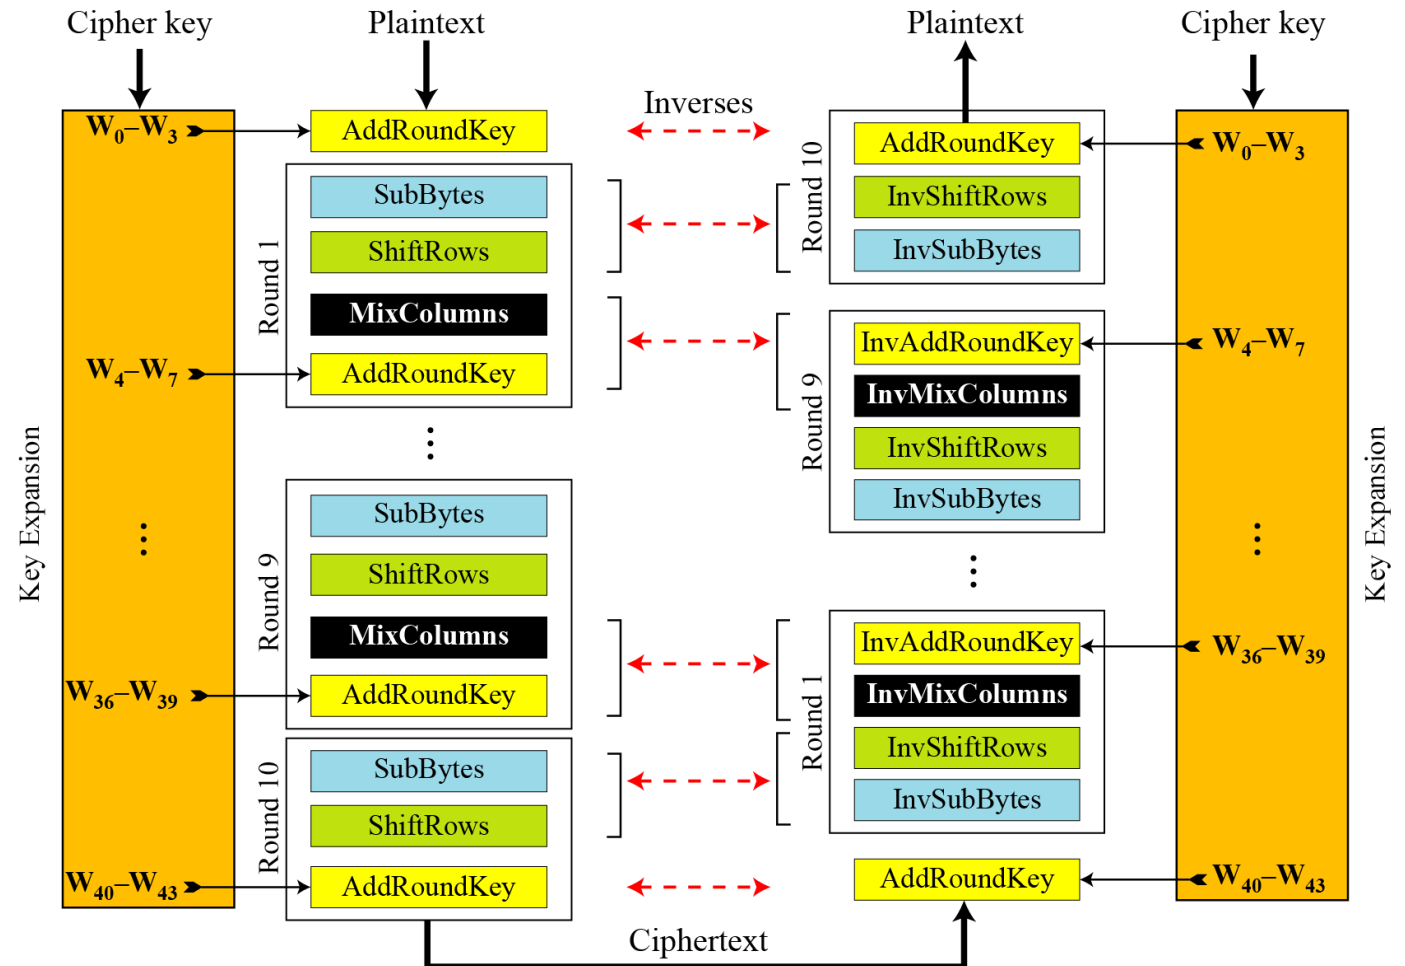 Cipher key
Plaintext
Plaintext
Cipher key
Inverses
W0–W3
AddRoundKey
AddRoundKey
W0–W3
Round 1
SubBytes
ShiftRows
MixColumns
W4–W7
AddRoundKey
Round 10
InvShiftRows
InvSubBytes
Round 9
InvAddRoundKey
W4–W7
InvMixColumns
InvShiftRows
InvSubBytes
Key Expansion
⋮
⋮
Round 9
SubBytes
ShiftRows
MixColumns
W36–W39
AddRoundKey
⋮
⋮
Key Expansion
Round 1
InvAddRoundKey
W36–W39
InvMixColumns
InvShiftRows
InvSubBytes
Round 10
SubBytes
ShiftRows
W40–W43
AddRoundKey
AddRoundKey
W40–W43
Ciphertext